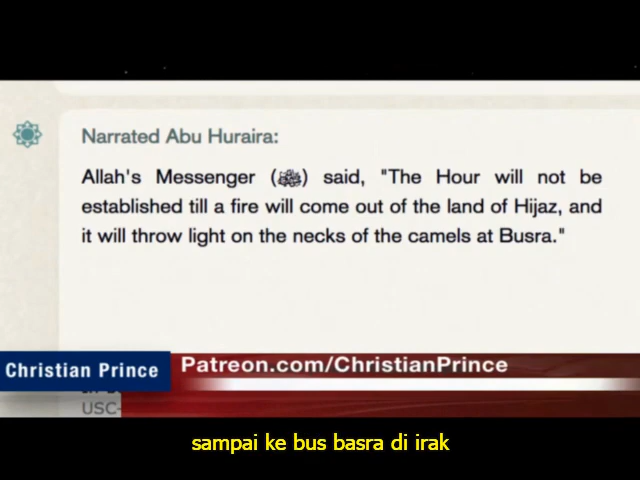 Narrated Abu Huraira:
Allah's Messenger (ﷺ) said, "The Hour will not be
established till a fire will come out of the land of Hijaz, and
it will throw light on the necks of the camels at Busra."
Christian Prince
Patreon.com/ChristianPrince
USC-
sampai ke bus basra di irak